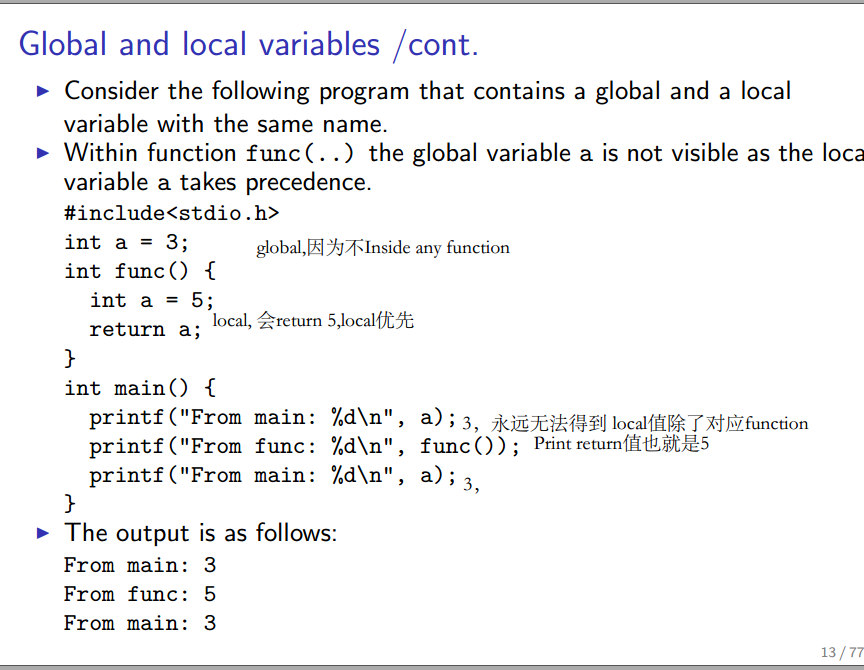 Global and local variables /cont.
▶ Consider the following program that contains a global and a local
variable with the same name.
▶ Within function func(..) the global variable a is not visible as the loca
variable a takes precedence.
#include<stdio.h>
int a = 3;
global,因为不Inside any function
int func() {
int a = 5;
return a;
local, 会return 5,local优先
}
int main() {
printf("From main: %d\n", a); 3，永远无法得到 local值除了对应function
printf("From func: %d\n", func()); Print return值也就是5
printf("From main: %d\n", a); 3，
}
▶ The output is as follows:
From main: 3
From func: 5
From main: 3
13 / 77